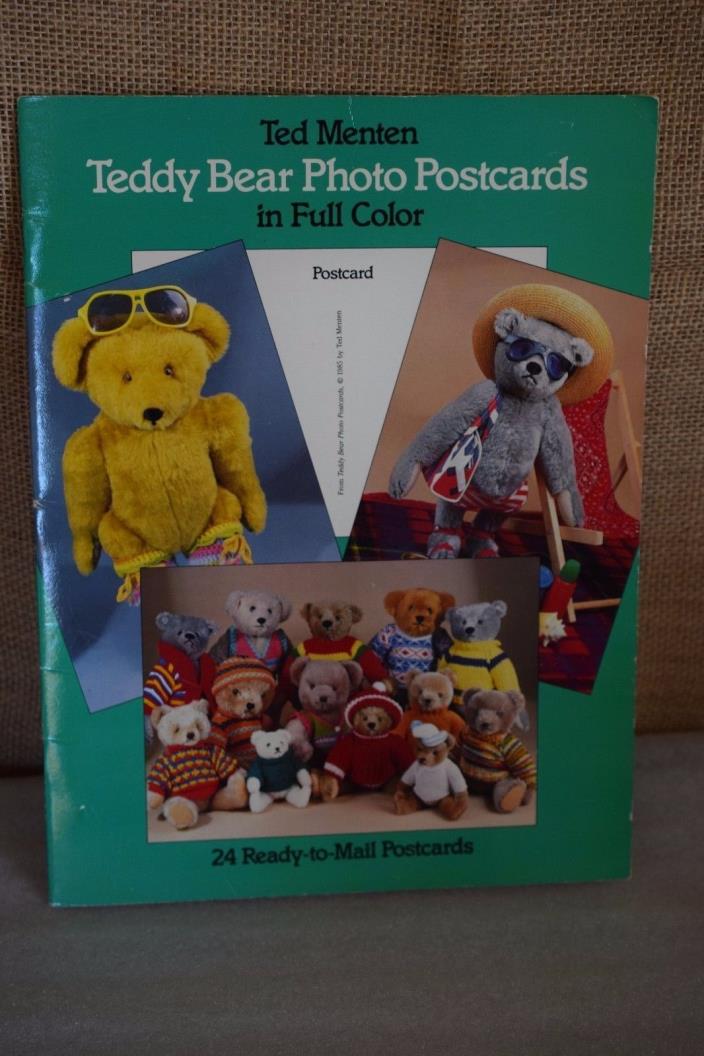 Ted Menten
Teddy Bear Photo Postcards
in Full Color
Postcard
From Teddy Bear Photo Postcards, © 1985 by Ted Menten
24 Ready-to-Mail Postcards